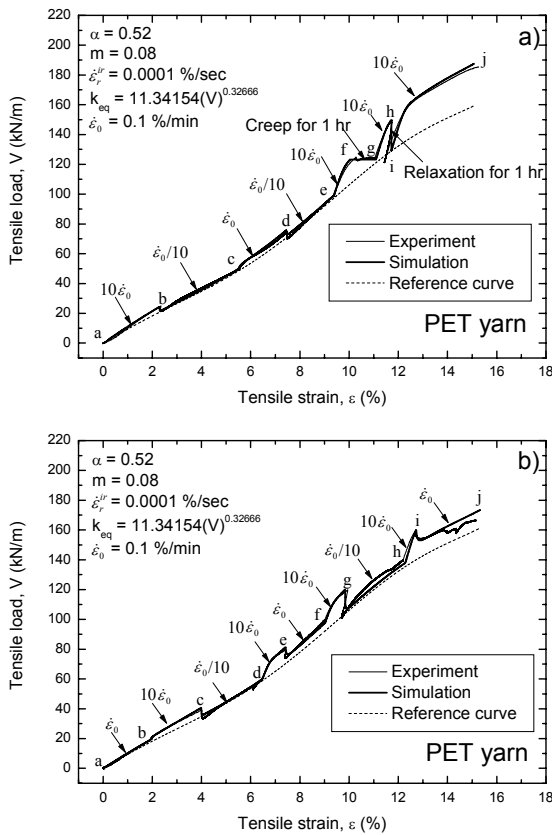 a)
α = 0.52
m = 0.08
ε̇ᵣⁱʳ = 0.0001 %/sec
k_eq = 11.34154(V)^0.32666
ε̇₀ = 0.1 %/min
Tensile load, V (kN/m)
220
200
180
160
140
120
100
80
60
40
20
0
a
10ε̇₀
b
ε̇₀/10
c
ε̇₀
d
ε̇₀/10
e
10ε̇₀
f
Creep for 1 hr
g
10ε̇₀
h
i
Relaxation for 1 hr
10ε̇₀
j
Experiment
Simulation
Reference curve
PET yarn
0 2 4 6 8 10 12 14 16 18
Tensile strain, ε (%)
b)
α = 0.52
m = 0.08
ε̇ᵣⁱʳ = 0.0001 %/sec
k_eq = 11.34154(V)^0.32666
ε̇₀ = 0.1 %/min
Tensile load, V (kN/m)
220
200
180
160
140
120
100
80
60
40
20
0
a
ε̇₀
b
10ε̇₀
c
ε̇₀/10
d
10ε̇₀
e
ε̇₀
f
10ε̇₀
g
ε̇₀/10
h
10ε̇₀
i
ε̇₀
j
Experiment
Simulation
Reference curve
PET yarn
0 2 4 6 8 10 12 14 16 18
Tensile strain, ε (%)